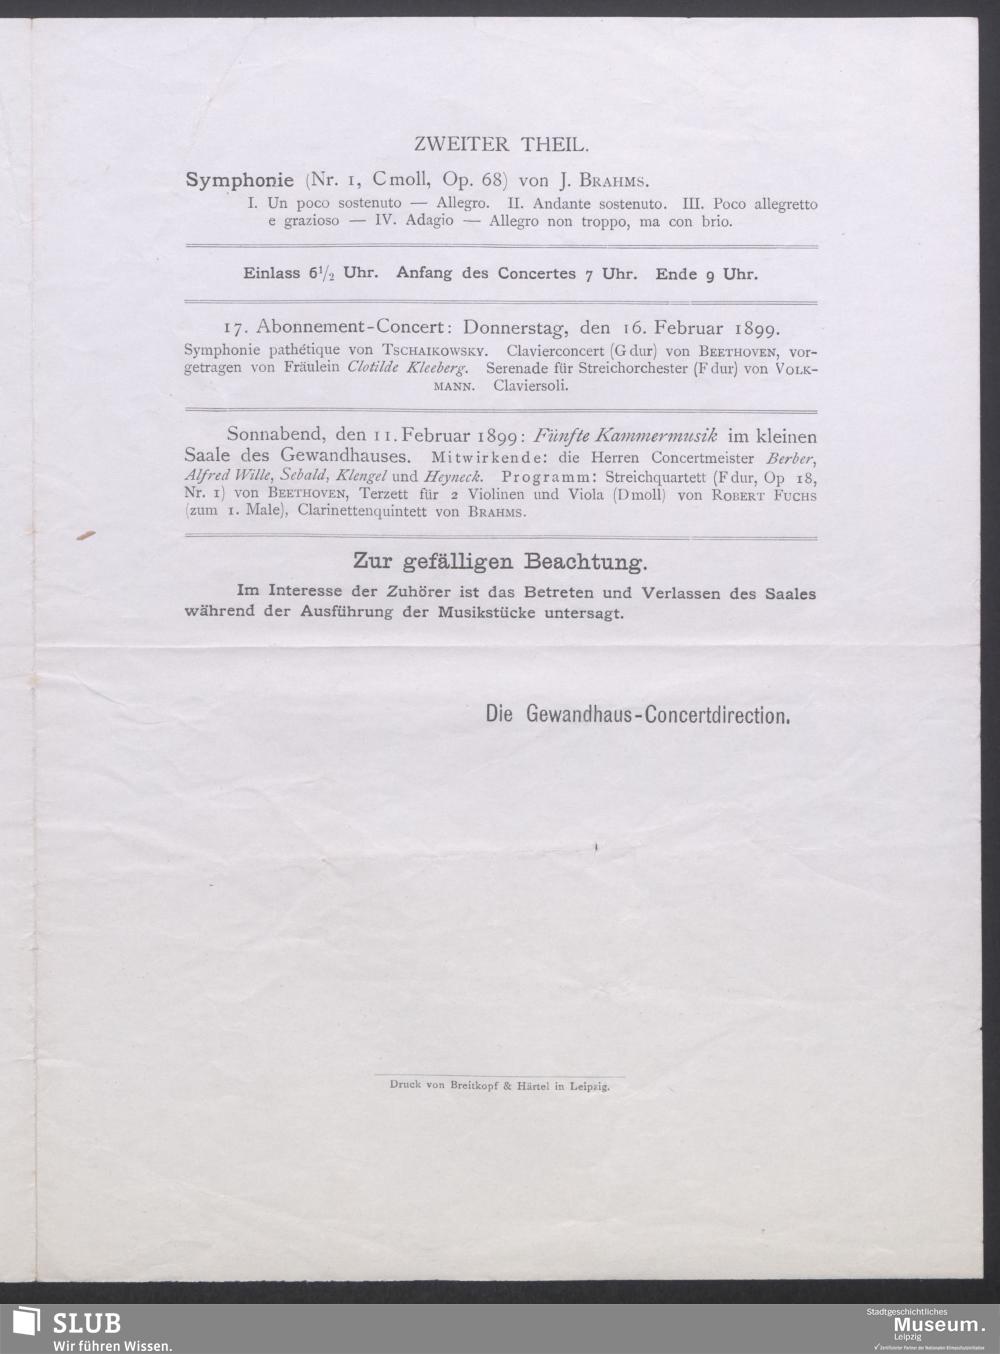 ZWEITER THEIL.
Symphonie (Nr. 1, C moll, Op. 68) von J. BRAHMS.
I. Un poco sostenuto — Allegro. II. Andante sostenuto. III. Poco allegretto
e grazioso — IV. Adagio — Allegro non troppo, ma con brio.
Einlass 6½ Uhr. Anfang des Concertes 7 Uhr. Ende 9 Uhr.
17. Abonnement-Concert: Donnerstag, den 16. Februar 1899.
Symphonie pathétique von TSCHAIKOWSKY. Clavierconcert (G dur) von BEETHOVEN, vor-
getragen von Fräulein Clotilde Kleeberg. Serenade für Streichorchester (F dur) von VOLK-
MANN. Claviersoli.
Sonnabend, den 11. Februar 1899: Fünfte Kammermusik im kleinen
Saale des Gewandhauses. Mitwirkende: die Herren Concertmeister Berber,
Alfred Wille, Sebald, Klengel und Heyneck. Programm: Streichquartett (F dur, Op 18,
Nr. 1) von BEETHOVEN, Terzett für 2 Violinen und Viola (D moll) von ROBERT FUCHS
(zum 1. Male), Clarinettenquintett von BRAHMS.
Zur gefälligen Beachtung.
Im Interesse der Zuhörer ist das Betreten und Verlassen des Saales
während der Ausführung der Musikstücke untersagt.
Die Gewandhaus-Concertdirection.
Druck von Breitkopf & Härtel in Leipzig.
SLUB
Wir führen Wissen.
Stadtgeschichtliches
Museum.
Leipzig
Zertifizierter Partner der Nationalen Klimaschutzinitiative